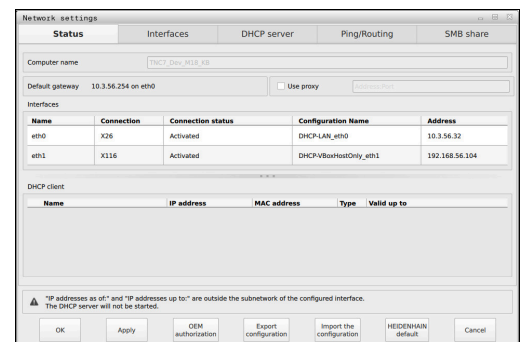 Network settings
Status Interfaces DHCP server Ping/Routing SMB share
Computer name TNC7_Dev_M18_KB
Default gateway 10.3.56.254 on eth0 Use proxy Address:Port
Interfaces
Name Connection Connection status Configuration Name Address
eth0 X26 Activated DHCP-LAN_eth0 10.3.56.32
eth1 X116 Activated DHCP-VBoxHostOnly_eth1 192.168.56.104
DHCP client
Name IP address MAC address Type Valid up to
"IP addresses as of:" and "IP addresses up to:" are outside the subnetwork of the configured interface.
The DHCP server will not be started.
OK Apply OEM authorization Export configuration Import the configuration HEIDENHAIN default Cancel